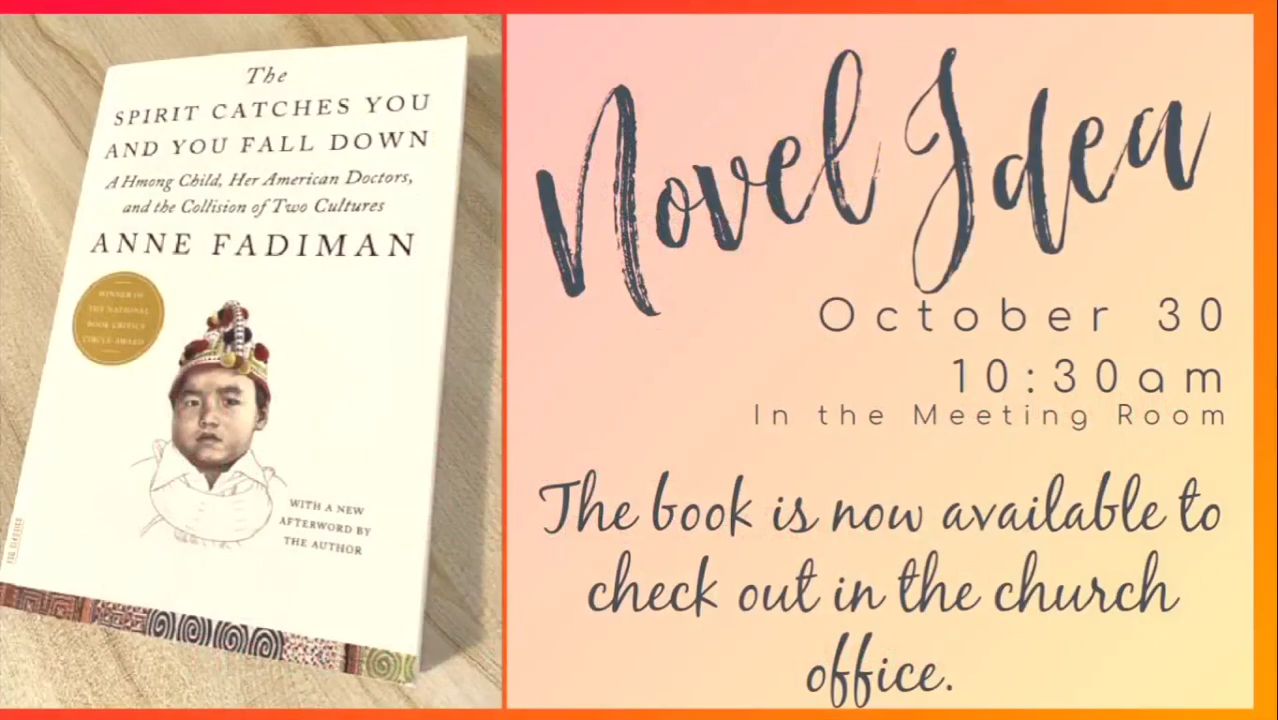 The
SPIRIT CATCHES YOU
AND YOU FALL DOWN
A Hmong Child, Her American Doctors,
and the Collision of Two Cultures
ANNE FADIMAN
WINNER OF
THE NATIONAL
BOOK CRITICS
CIRCLE AWARD
WITH A NEW
AFTERWORD BY
THE AUTHOR
FSG CLASSICS
Novel Idea
October 30
10:30am
In the Meeting Room
The book is now available to
check out in the church
office.